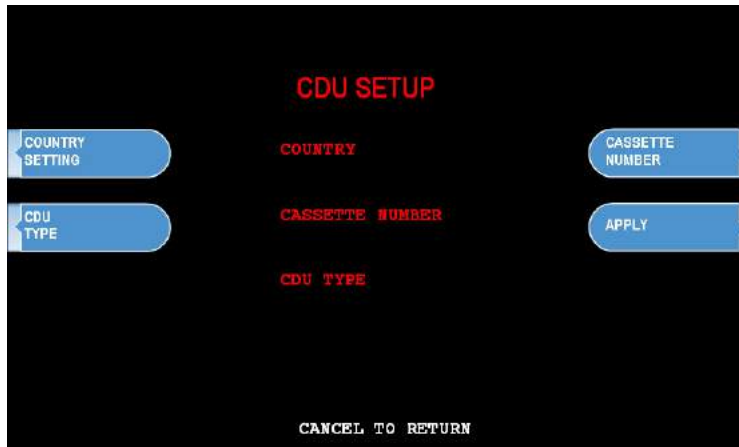 CDU SETUP
COUNTRY
SETTING
COUNTRY
CASSETTE
NUMBER
CDU
TYPE
CASSETTE NUMBER
APPLY
CDU TYPE
CANCEL TO RETURN